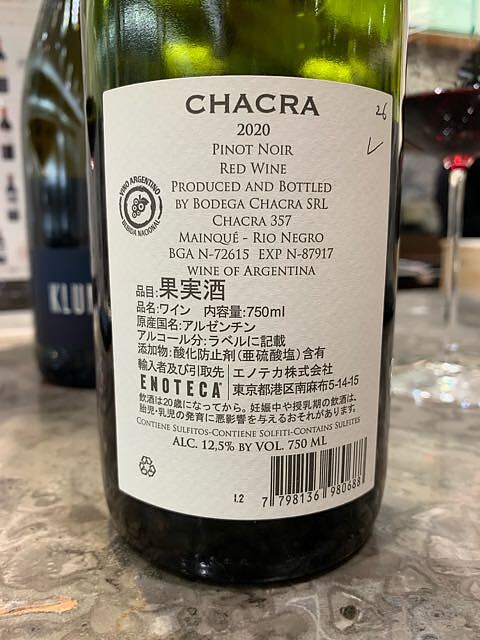 CHACRA
2020
PINOT NOIR
RED WINE
PRODUCED AND BOTTLED
BY BODEGA CHACRA SRL
CHACRA 357
MAINQUÉ - RIO NEGRO
BGA N-72615 EXP N-87917
WINE OF ARGENTINA
26
VINO ARGENTINO
BEBIDA NACIONAL
品目:果実酒
品名:ワイン 内容量:750ml
原産国名:アルゼンチン
アルコール分:ラベルに記載
添加物:酸化防止剤(亜硫酸塩)含有
輸入者及び引取先 エノテカ株式会社
ENOTECA 東京都港区南麻布5-14-15
飲酒は20歳になってから。妊娠中や授乳期の飲酒は、
胎児・乳児の発育に悪影響を与えるおそれがあります。
CONTIENE SULFITOS-CONTIENE SOLFITI-CONTAINS SULFITES
ALC. 12,5% BY VOL. 750 ML
1.2
7 798136 980688
KLU